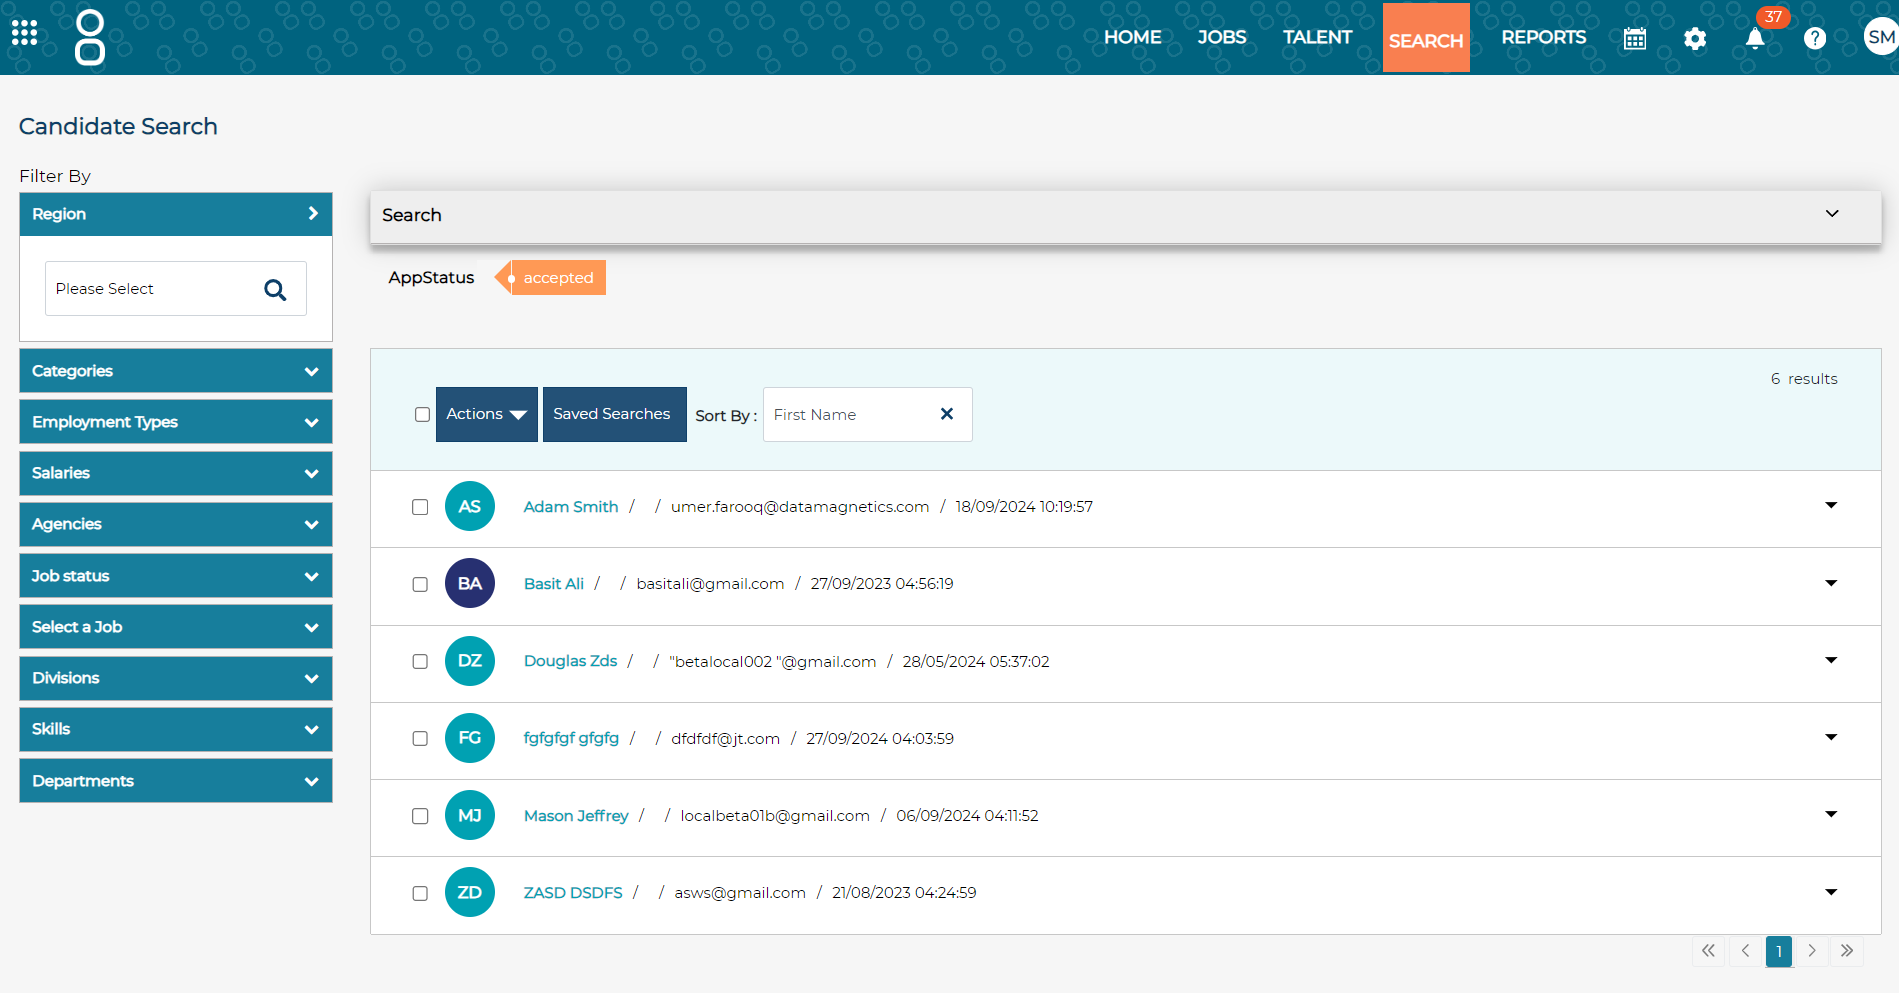 HOME JOBS TALENT SEARCH REPORTS 37 SM
Candidate Search
Filter By
Region
Please Select
Categories
Employment Types
Salaries
Agencies
Job status
Select a Job
Divisions
Skills
Departments
Search
AppStatus accepted
6 results
Actions Saved Searches Sort By : First Name
AS Adam Smith / / umer.farooq@datamagnetics.com / 18/09/2024 10:19:57
BA Basit Ali / / basitali@gmail.com / 27/09/2023 04:56:19
DZ Douglas Zds / / "betalocal002 "@gmail.com / 28/05/2024 05:37:02
FG fgfgfgf gfgfg / / dfdfdf@jt.com / 27/09/2024 04:03:59
MJ Mason Jeffrey / / localbeta01b@gmail.com / 06/09/2024 04:11:52
ZD ZASD DSDFS / / asws@gmail.com / 21/08/2023 04:24:59
1